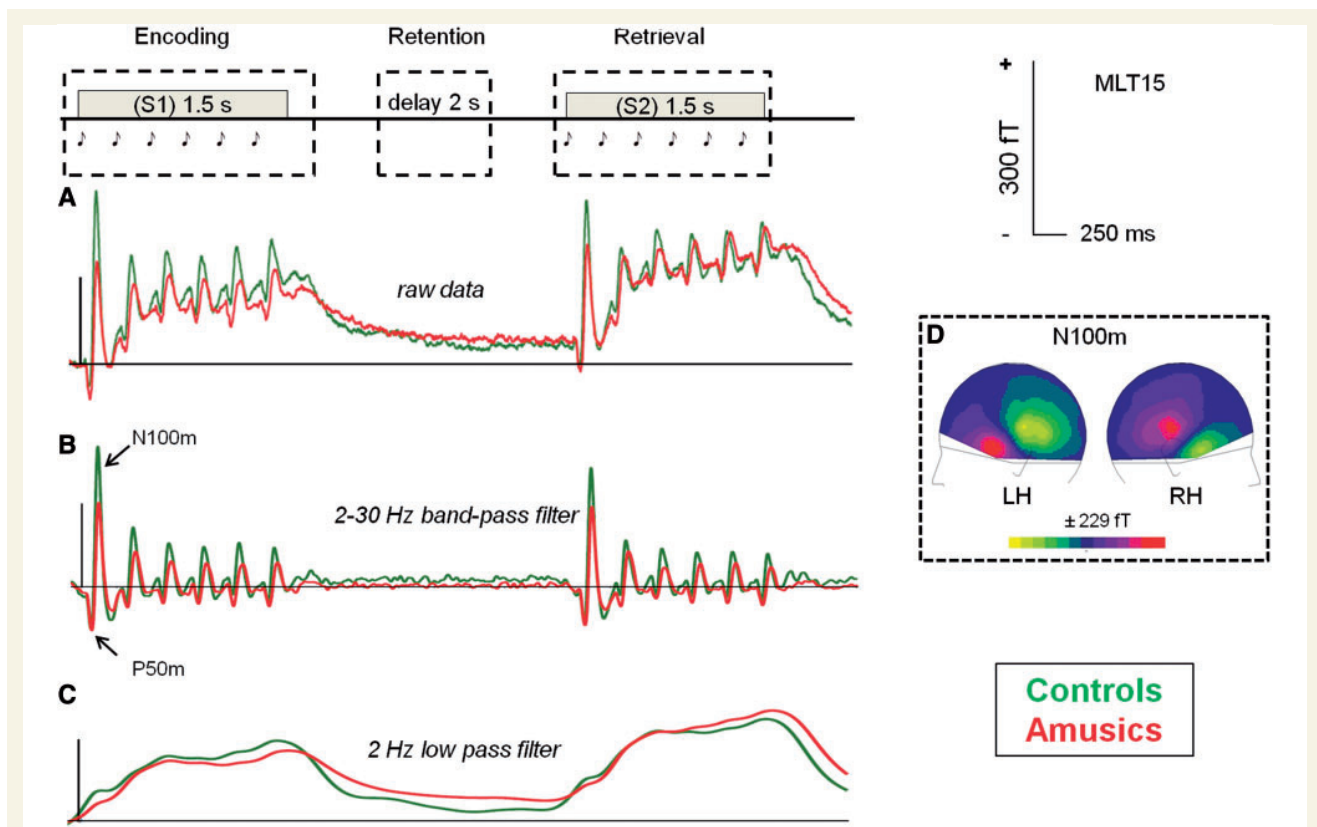 Encoding
Retention
Retrieval
(S1) 1.5 s
delay 2 s
(S2) 1.5 s
♪ ♪ ♪ ♪ ♪ ♪
♪ ♪ ♪ ♪ ♪ ♪
+
MLT15
300 fT
-
250 ms
A
raw data
B
N100m
2-30 Hz band-pass filter
P50m
C
2 Hz low pass filter
D
N100m
LH
RH
± 229 fT
Controls
Amusics